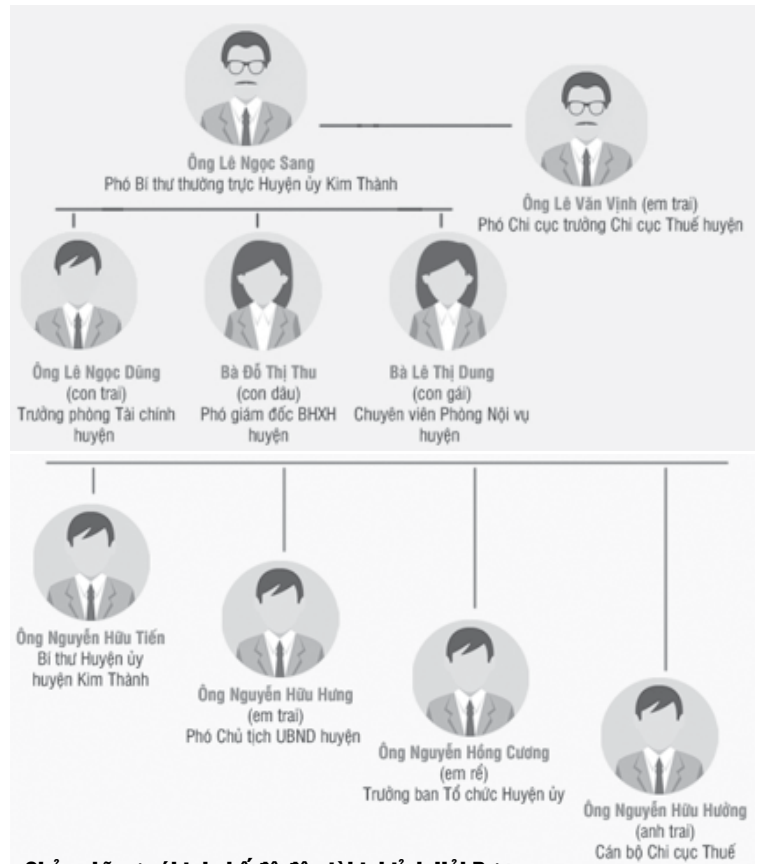 Ông Lê Ngọc Sang
Phó Bí thư thường trực Huyện ủy Kim Thành
Ông Lê Văn Vịnh (em trai)
Phó Chi cục trưởng Chi cục Thuế huyện
Ông Lê Ngọc Dũng
(con trai)
Trưởng phòng Tài chính
huyện
Bà Đỗ Thị Thu
(con dâu)
Phó giám đốc BHXH
huyện
Bà Lê Thị Dung
(con gái)
Chuyên viên Phòng Nội vụ
huyện
Ông Nguyễn Hữu Tiến
Bí thư Huyện ủy
huyện Kim Thành
Ông Nguyễn Hữu Hưng
(em trai)
Phó Chủ tịch UBND huyện
Ông Nguyễn Hồng Cương
(em rể)
Trưởng ban Tổ chức Huyện ủy
Ông Nguyễn Hữu Hưởng
(anh trai)
Cán bộ Chi cục Thuế